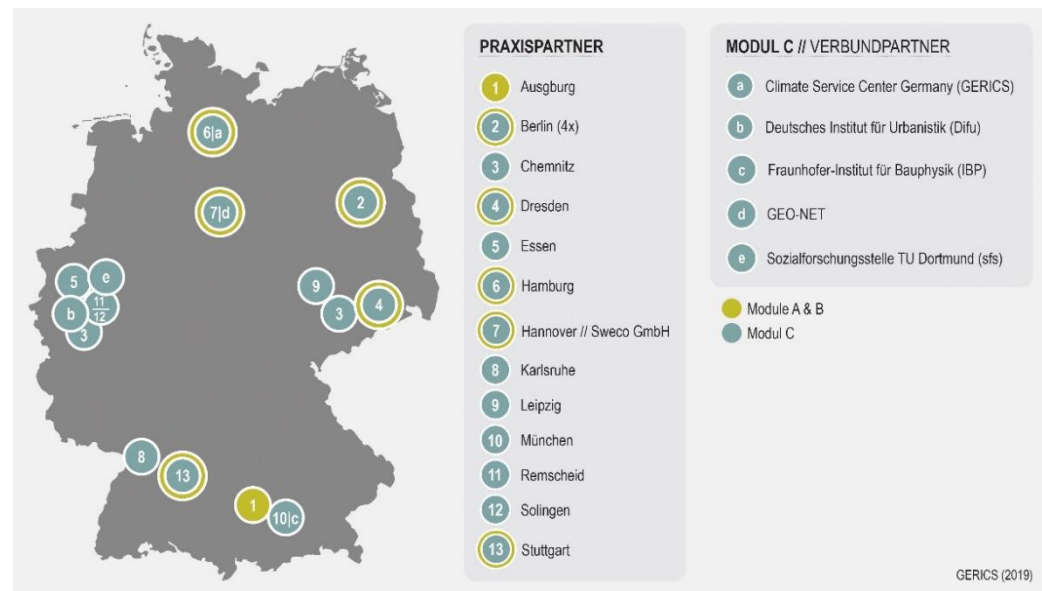 6|a
7|d
2
5
e
11
12
b
3
9
3
4
8
13
1
10|c
PRAXISPARTNER
1 Ausgburg
2 Berlin (4x)
3 Chemnitz
4 Dresden
5 Essen
6 Hamburg
7 Hannover // Sweco GmbH
8 Karlsruhe
9 Leipzig
10 München
11 Remscheid
12 Solingen
13 Stuttgart
MODUL C // VERBUNDPARTNER
a Climate Service Center Germany (GERICS)
b Deutsches Institut für Urbanistik (Difu)
c Fraunhofer-Institut für Bauphysik (IBP)
d GEO-NET
e Sozialforschungsstelle TU Dortmund (sfs)
Module A & B
Modul C
GERICS (2019)